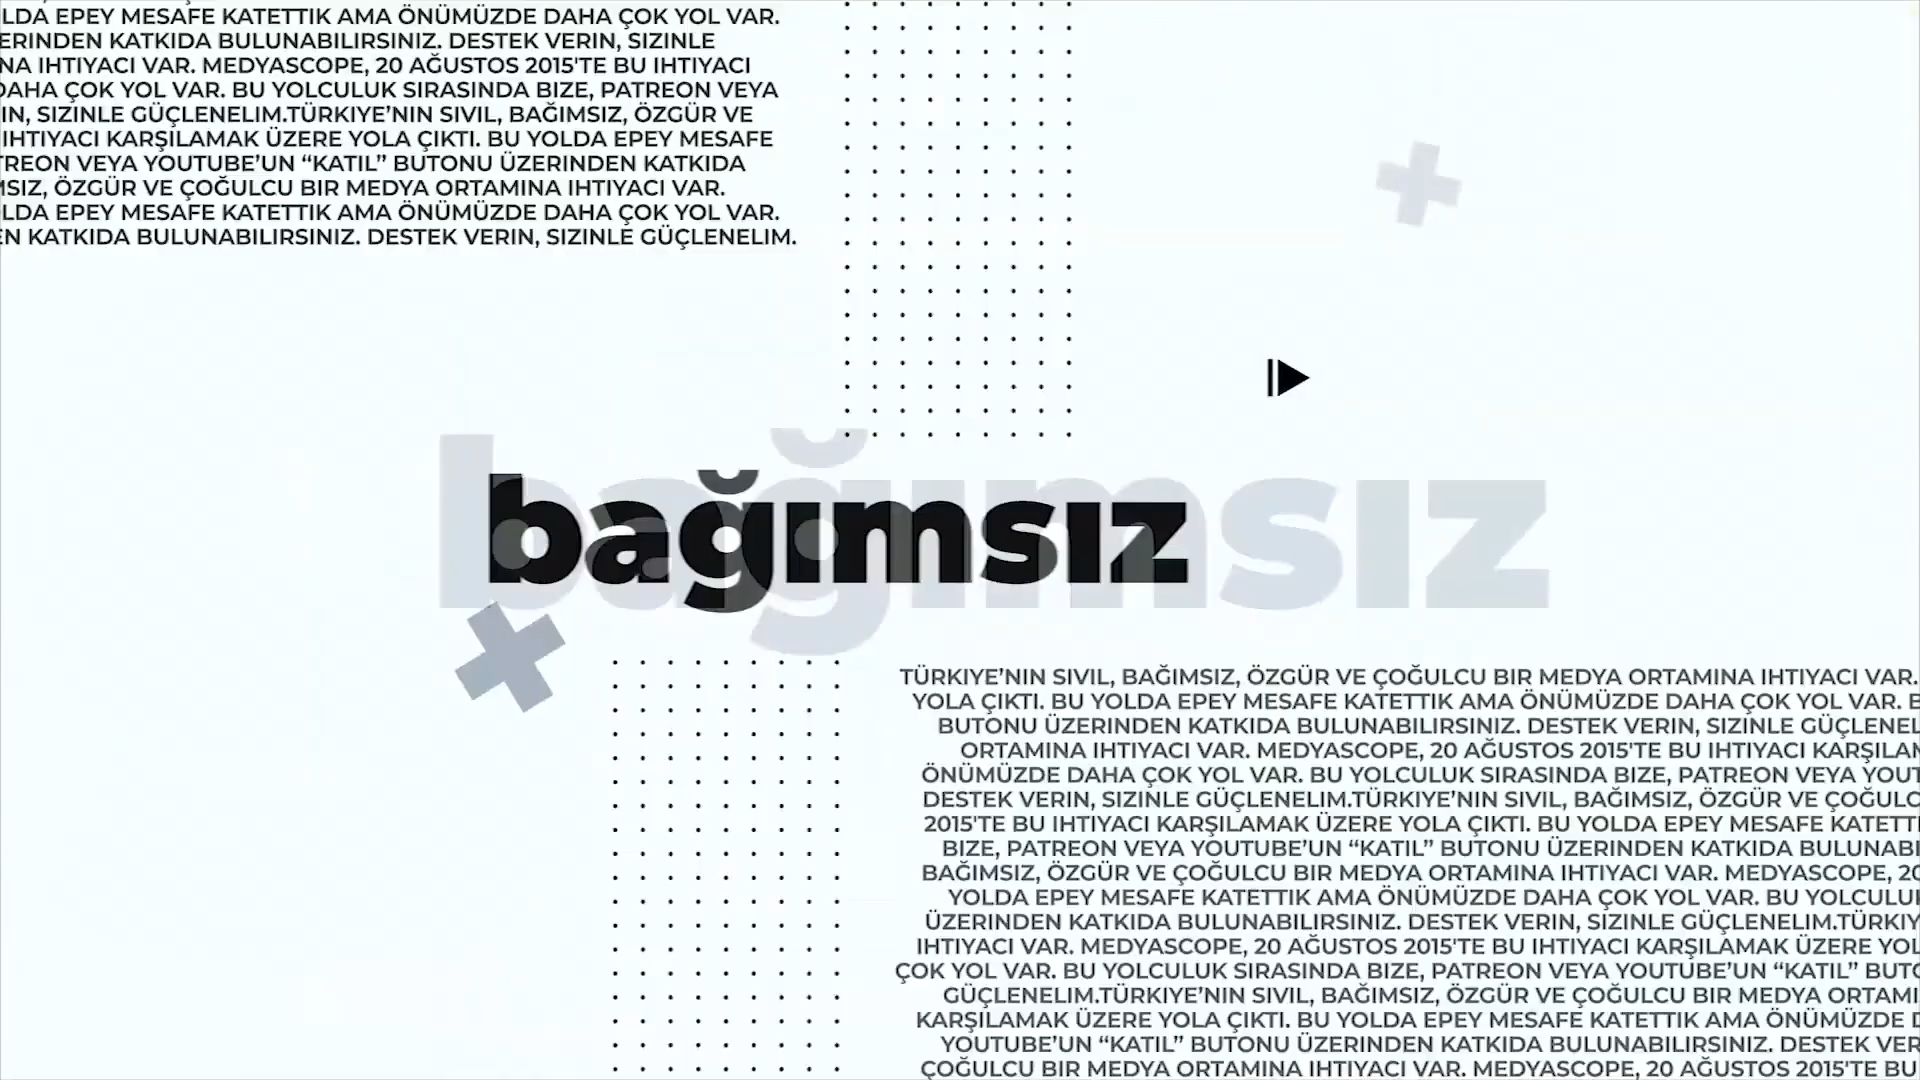 LDA EPEY MESAFE KATETTIK AMA ÖNÜMÜZDE DAHA ÇOK YOL VAR.
ERINDEN KATKIDA BULUNABILIRSINIZ. DESTEK VERIN, SIZINLE
NA IHTIYACI VAR. MEDYASCOPE, 20 AĞUSTOS 2015'TE BU IHTIYACI
DAHA ÇOK YOL VAR. BU YOLCULUK SIRASINDA BIZE, PATREON VEYA
IN, SIZINLE GÜÇLENELIM.TÜRKIYE’NIN SIVIL, BAĞIMSIZ, ÖZGÜR VE
IHTIYACI KARŞILAMAK ÜZERE YOLA ÇIKTI. BU YOLDA EPEY MESAFE
TREON VEYA YOUTUBE’UN “KATIL” BUTONU ÜZERINDEN KATKIDA
MSIZ, ÖZGÜR VE ÇOĞULCU BIR MEDYA ORTAMINA IHTIYACI VAR.
LDA EPEY MESAFE KATETTIK AMA ÖNÜMÜZDE DAHA ÇOK YOL VAR.
EN KATKIDA BULUNABILIRSINIZ. DESTEK VERIN, SIZINLE GÜÇLENELIM.
bağımsız
bağımsız
TÜRKIYE’NIN SIVIL, BAĞIMSIZ, ÖZGÜR VE ÇOĞULCU BIR MEDYA ORTAMINA IHTIYACI VAR.
YOLA ÇIKTI. BU YOLDA EPEY MESAFE KATETTIK AMA ÖNÜMÜZDE DAHA ÇOK YOL VAR. B
BUTONU ÜZERINDEN KATKIDA BULUNABILIRSINIZ. DESTEK VERIN, SIZINLE GÜÇLENEL
ORTAMINA IHTIYACI VAR. MEDYASCOPE, 20 AĞUSTOS 2015'TE BU IHTIYACI KARŞILAM
ÖNÜMÜZDE DAHA ÇOK YOL VAR. BU YOLCULUK SIRASINDA BIZE, PATREON VEYA YOUT
DESTEK VERIN, SIZINLE GÜÇLENELIM.TÜRKIYE’NIN SIVIL, BAĞIMSIZ, ÖZGÜR VE ÇOĞULC
2015'TE BU IHTIYACI KARŞILAMAK ÜZERE YOLA ÇIKTI. BU YOLDA EPEY MESAFE KATETTI
BIZE, PATREON VEYA YOUTUBE’UN “KATIL” BUTONU ÜZERINDEN KATKIDA BULUNABI
BAĞIMSIZ, ÖZGÜR VE ÇOĞULCU BIR MEDYA ORTAMINA IHTIYACI VAR. MEDYASCOPE, 20
YOLDA EPEY MESAFE KATETTIK AMA ÖNÜMÜZDE DAHA ÇOK YOL VAR. BU YOLCULU
ÜZERINDEN KATKIDA BULUNABILIRSINIZ. DESTEK VERIN, SIZINLE GÜÇLENELIM.TÜRKIY
IHTIYACI VAR. MEDYASCOPE, 20 AĞUSTOS 2015'TE BU IHTIYACI KARŞILAMAK ÜZERE YOL
ÇOK YOL VAR. BU YOLCULUK SIRASINDA BIZE, PATREON VEYA YOUTUBE’UN “KATIL” BUTO
GÜÇLENELIM.TÜRKIYE’NIN SIVIL, BAĞIMSIZ, ÖZGÜR VE ÇOĞULCU BIR MEDYA ORTAMI
KARŞILAMAK ÜZERE YOLA ÇIKTI. BU YOLDA EPEY MESAFE KATETTIK AMA ÖNÜMÜZDE D
YOUTUBE’UN “KATIL” BUTONU ÜZERINDEN KATKIDA BULUNABILIRSINIZ. DESTEK VER
ÇOĞULCU BIR MEDYA ORTAMINA IHTIYACI VAR. MEDYASCOPE, 20 AĞUSTOS 2015'TE BU